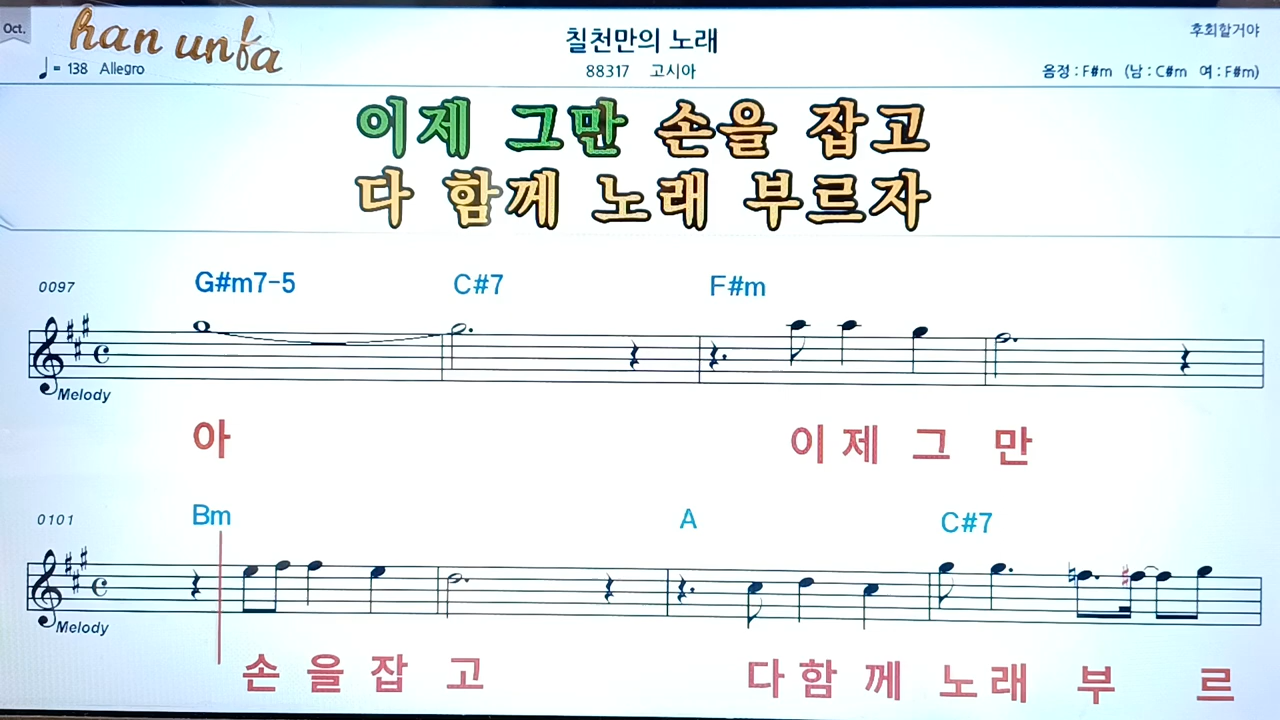 Oct.
han unba
칠천만의 노래
후회할거야
♩= 138 Allegro
88317 고시아
음정 : F#m (남 : C#m 여 : F#m)
이제 그만 손을 잡고
다 함께 노래 부르자
0097
G#m7-5 C#7 F#m
Melody
아 이 제 그 만
0101
Bm A C#7
Melody
손 을 잡 고 다 함 께 노 래 부 르